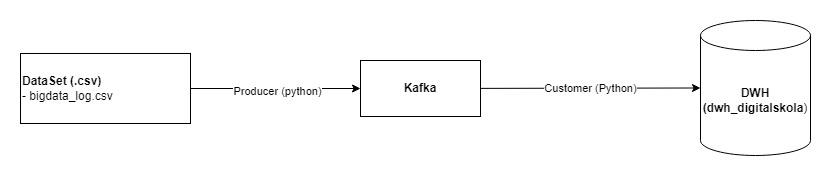 DataSet (.csv)
- bigdata_log.csv
Producer (python)
Kafka
Customer (Python)
DWH
(dwh_digitalskola)